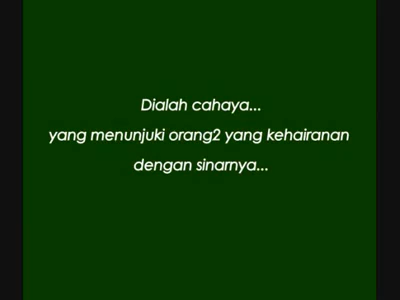 Dialah cahaya...
yang menunjuki orang2 yang kehairanan
dengan sinarnya...